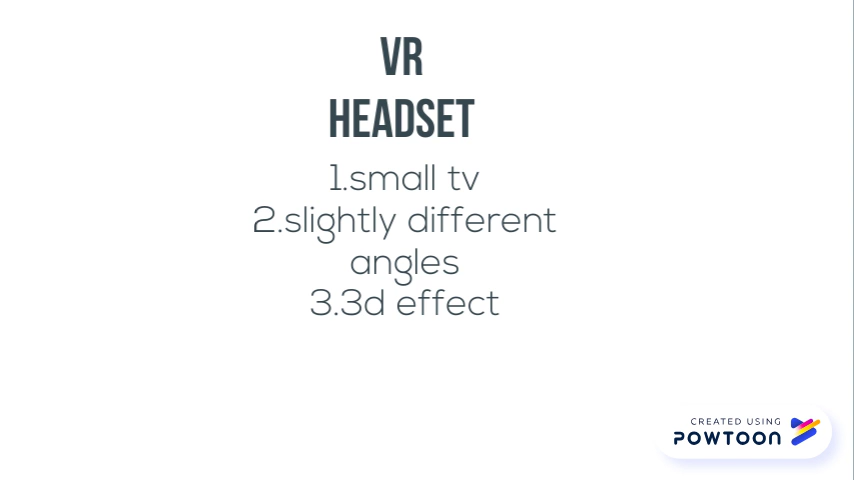 VR
HEADSET
1.small tv
2.slightly different
angles
3.3d effect
CREATED USING
POWTOON